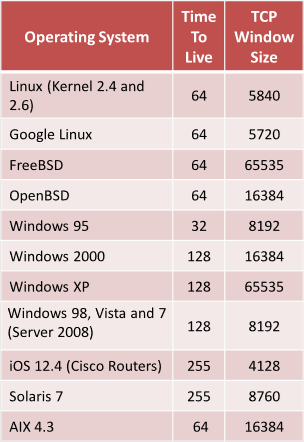 Operating System Time To Live TCP Window Size
Linux (Kernel 2.4 and 2.6) 64 5840
Google Linux 64 5720
FreeBSD 64 65535
OpenBSD 64 16384
Windows 95 32 8192
Windows 2000 128 16384
Windows XP 128 65535
Windows 98, Vista and 7 (Server 2008) 128 8192
iOS 12.4 (Cisco Routers) 255 4128
Solaris 7 255 8760
AIX 4.3 64 16384